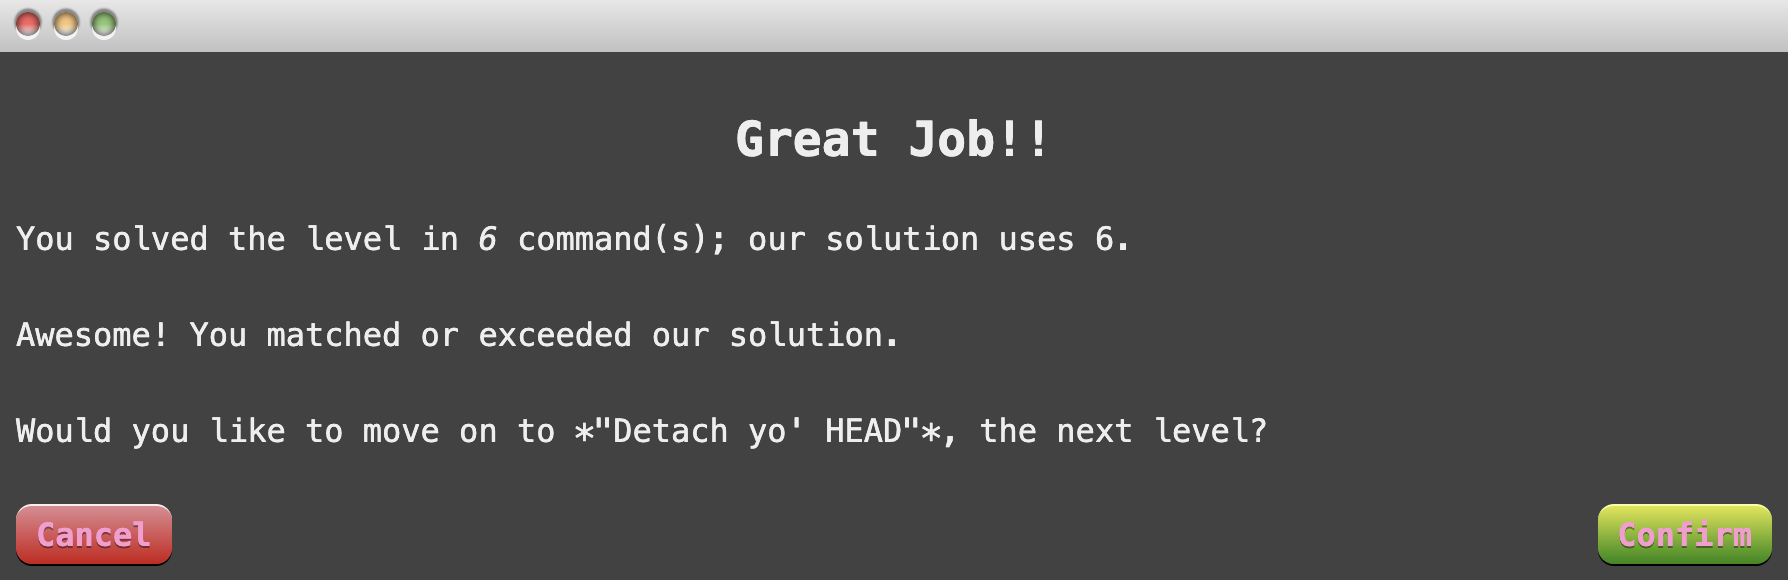 Great Job!!
You solved the level in 6 command(s); our solution uses 6.
Awesome! You matched or exceeded our solution.
Would you like to move on to *"Detach yo' HEAD"*, the next level?
Cancel
Confirm